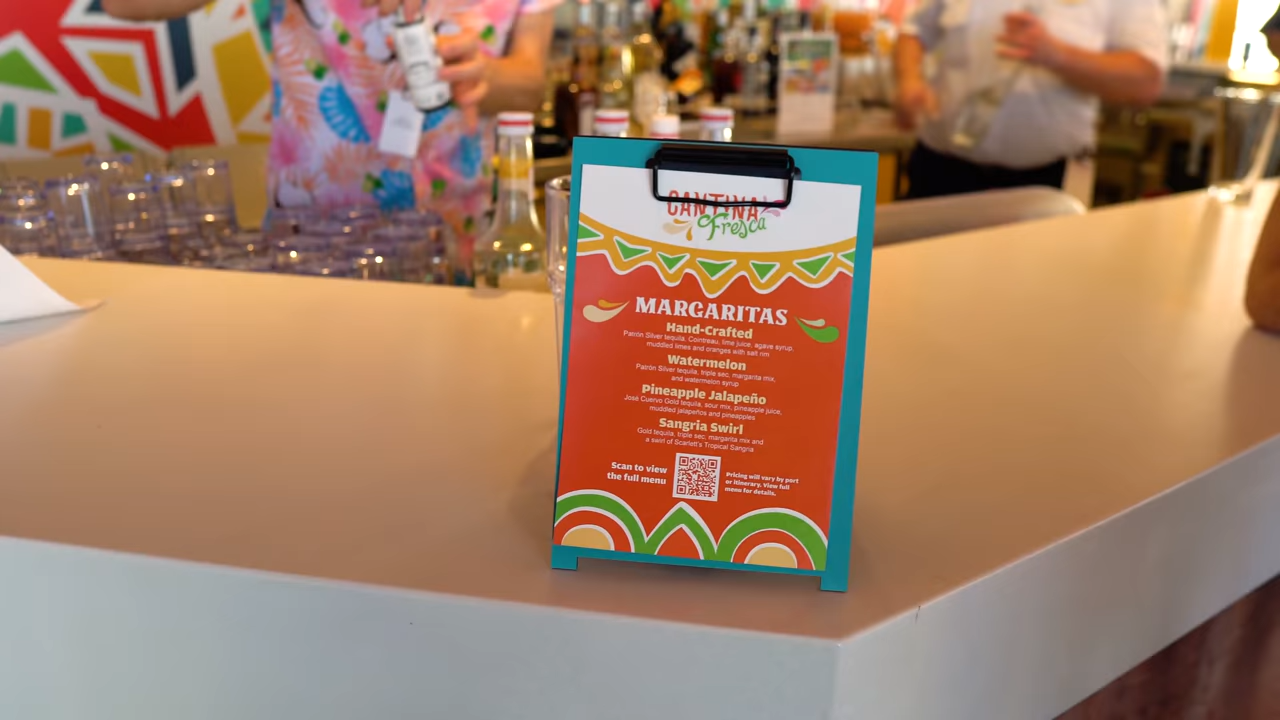 CANTINA
Fresca
MARGARITAS
Hand-Crafted
Patrón Silver tequila, Cointreau, lime juice, agave syrup,
muddled limes and oranges with salt rim
Watermelon
Patrón Silver tequila, triple sec, margarita mix,
and watermelon syrup
Pineapple Jalapeño
José Cuervo Gold tequila, sour mix, pineapple juice,
muddled jalapeños and pineapples
Sangria Swirl
Gold tequila, triple sec, margarita mix and
a swirl of Scarlett's Tropical Sangria
Scan to view
the full menu
Pricing will vary by port
or itinerary. View full
menu for details.